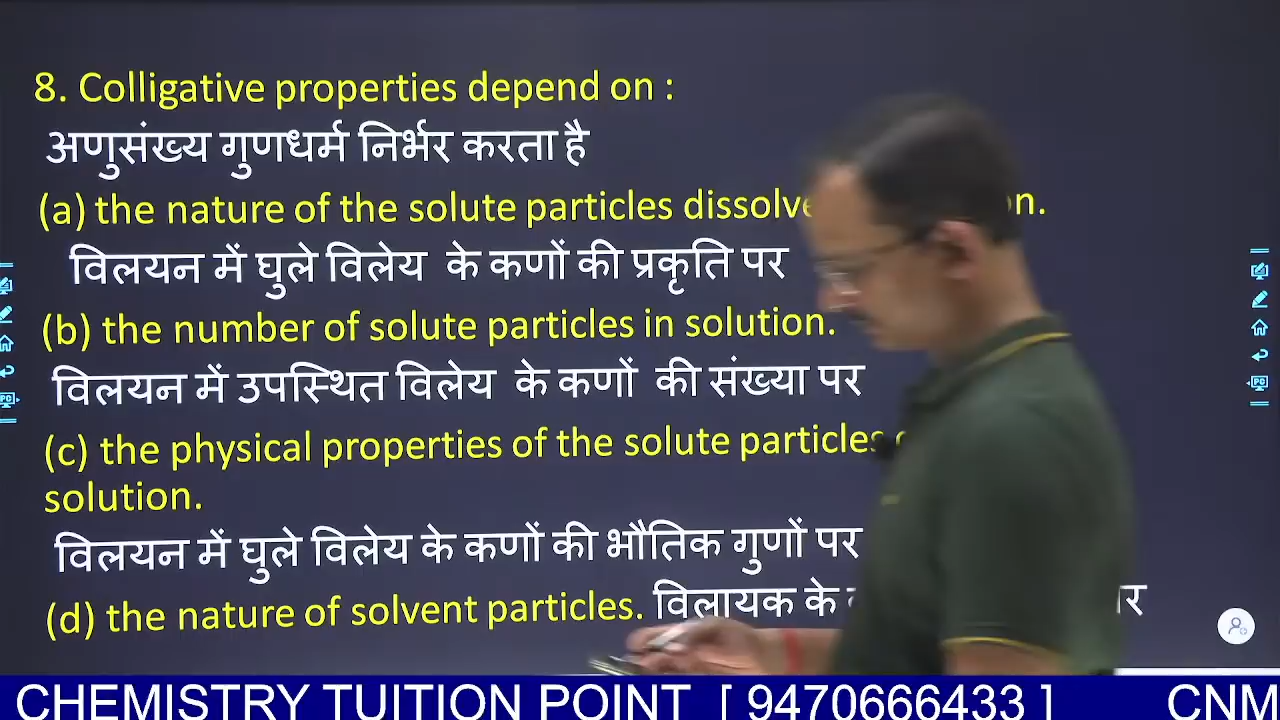 8. Colligative properties depend on :
अणुसंख्य गुणधर्म निर्भर करता है
(a) the nature of the solute particles
विलयन में घुले विलेय के कणों की प्रकृति पर
(b) the number of solute particles in solution.
विलयन में उपस्थित विलेय के कणों की संख्या पर
(c) the physical properties of the solute particles
solution.
विलयन में घुले विलेय के कणों की भौतिक गुणों पर
(d) the nature of solvent particles. विलायक के
CHEMISTRY TUITION POINT [ 9470666433 ] CNM